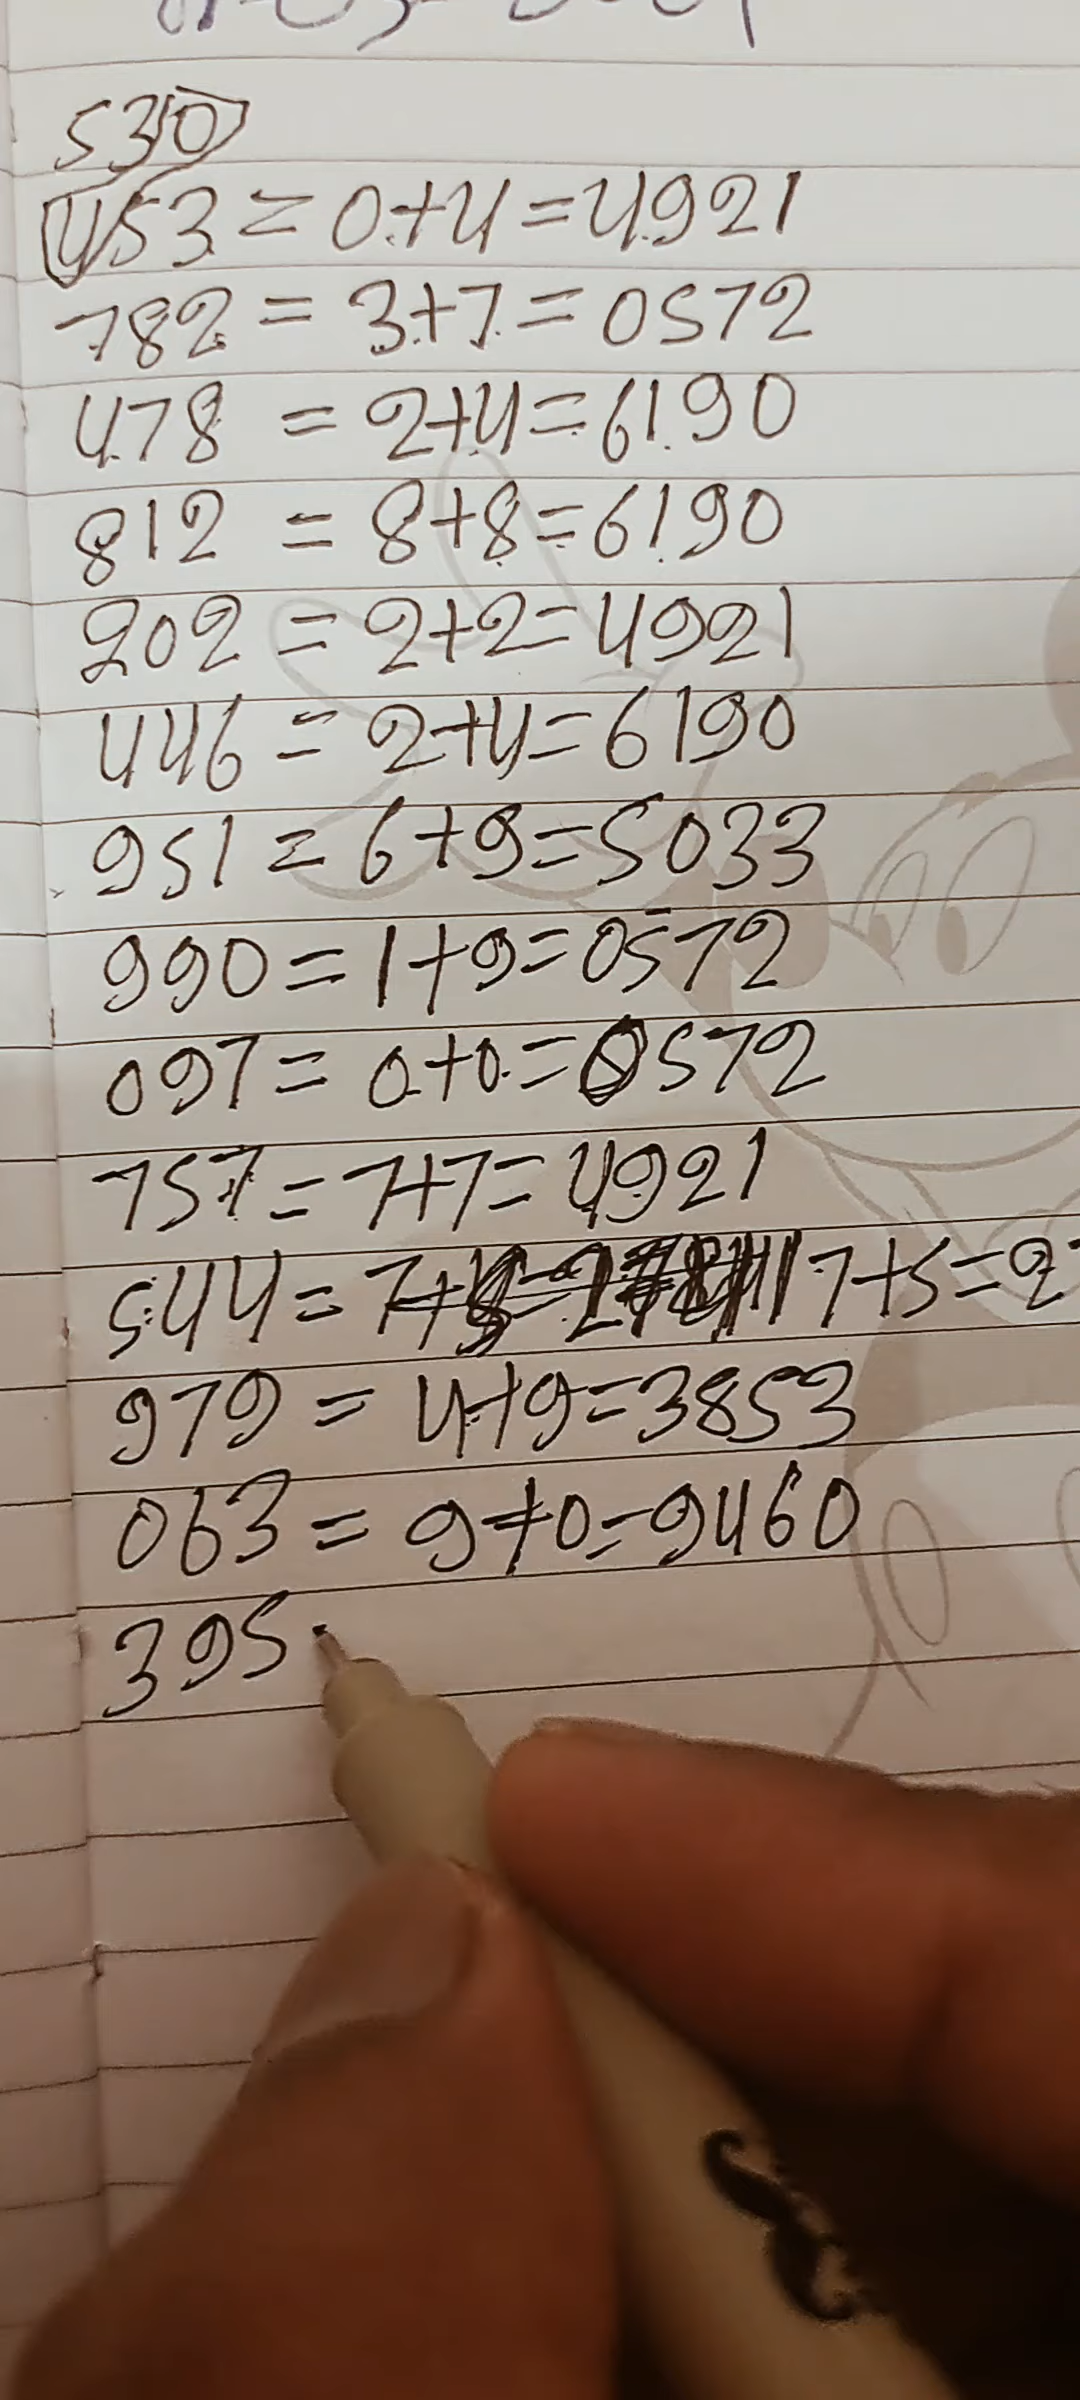 530
453 = 0+4 = 4921
782 = 3+7 = 0572
478 = 2+4 = 6190
812 = 8+8 = 6190
202 = 2+2 = 4921
446 = 2+4 = 6190
951 = 6+9 = 5033
990 = 1+9 = 0572
097 = 0+0 = 0572
757 = 7+7 = 4921
544 = 7+5 = 2
979 = 4+9 = 3853
063 = 9+0 = 9460
395